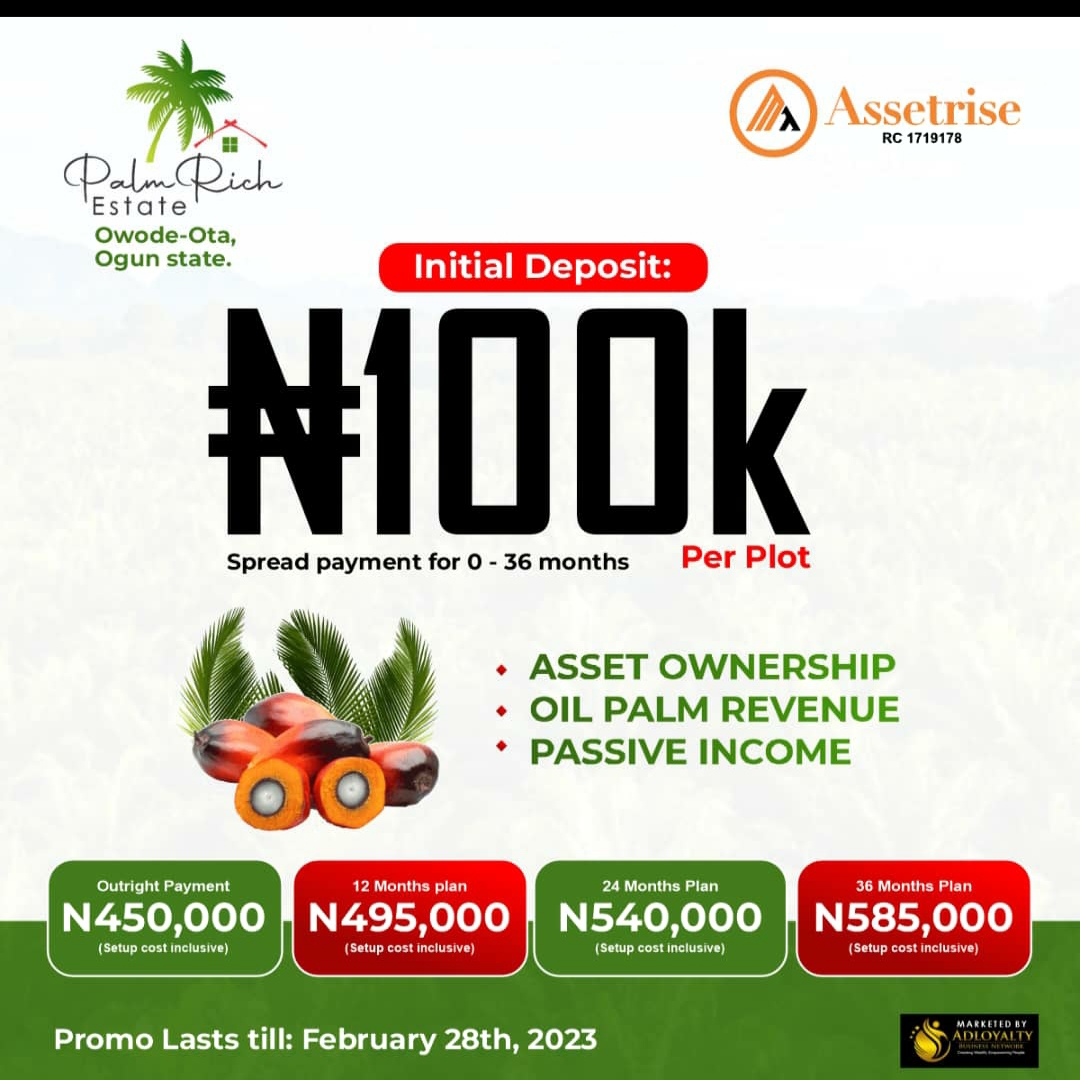 Palm Rich
Estate
Owode-Ota,
Ogun state.
Assetrise
RC 1719178
Initial Deposit:
₦100k
Spread payment for 0 - 36 months
Per Plot
ASSET OWNERSHIP
OIL PALM REVENUE
PASSIVE INCOME
Outright Payment
N450,000
(Setup cost inclusive)
12 Months plan
N495,000
(Setup cost inclusive)
24 Months Plan
N540,000
(Setup cost inclusive)
36 Months Plan
N585,000
(Setup cost inclusive)
Promo Lasts till: February 28th, 2023
MARKETED BY
ADLOYALTY
BUSINESS NETWORK
Creating Wealth, Empowering People